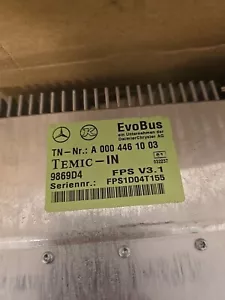 EvoBus
ein Unternehmen der
DaimlerChrysler AG
TN-Nr.: A 000 446 10 03
TEMIC-IN
9869D4
FPS V3.1
Seriennr.: FPS1D04T155